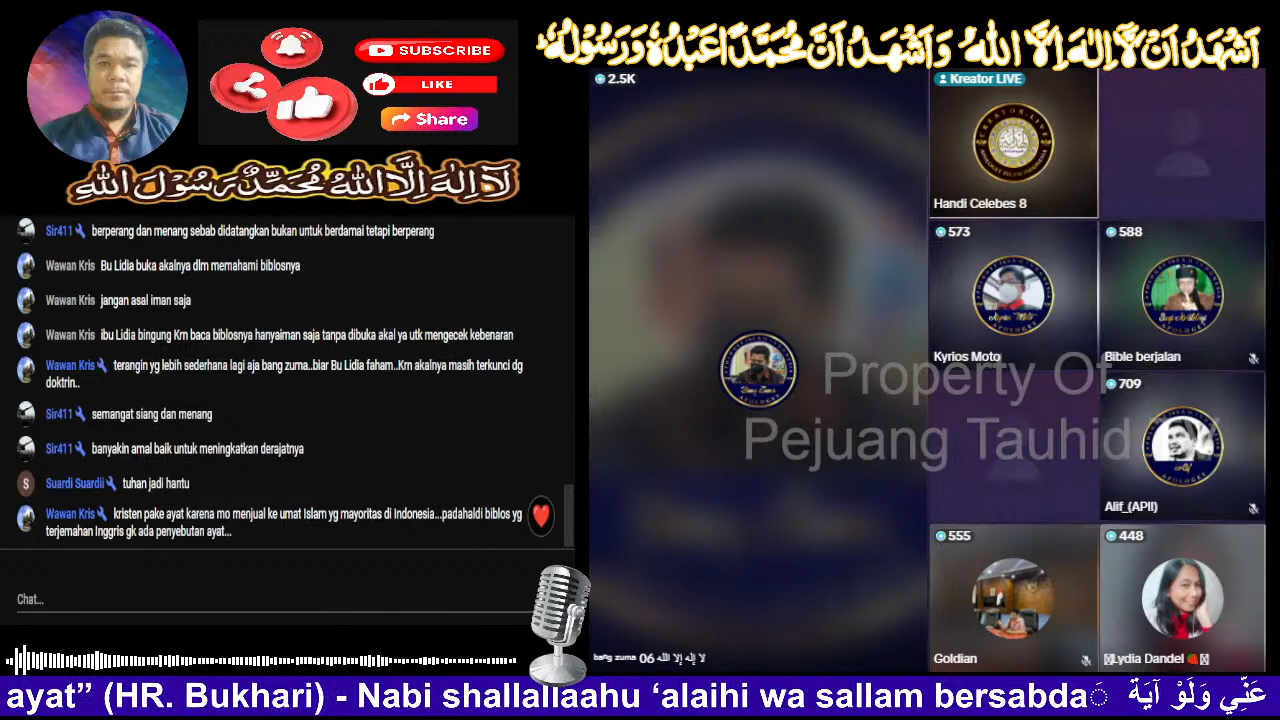 SUBSCRIBE
LIKE
Share
لَا اِلٰهَ اِلَّا اللهُ مُحَمَّدٌ رَسُوْلَ اللهِ
اَشْهَدُ اَنْ لَّا اِلٰهَ اِلَّا اللهُ وَاَشْهَدُ اَنَّ مُحَمَّدًا عَبْدُهٗ وَرَسُوْلُهٗ
Sir411 berperang dan menang sebab didatangkan bukan untuk berdamai tetapi berperang
Wawan Kris Bu Lidia buka akalnya dlm memahami biblosnya
Wawan Kris jangan asal iman saja
Wawan Kris ibu Lidia bingung Krn baca biblosnya hanyaiman saja tanpa dibuka akal ya utk mengecek kebenaran
Wawan Kris terangin yg lebih sederhana lagi aja bang zuma..biar Bu Lidia faham..Krn akalnya masih terkunci dg
doktrin..
Sir411 semangat siang dan menang
Sir411 banyakin amal baik untuk meningkatkan derajatnya
S Suardi Suardii tuhan jadi hantu
Wawan Kris kristen pake ayat karena mo menjual ke umat Islam yg mayoritas di Indonesia...padahaldi biblos yg
terjemahan Inggris gk ada penyebutan ayat...
Chat...
2.5K
Kreator LIVE
Handi Celebes 8
573
588
Kyrios Moto
Bible berjalan
Property Of
Pejuang Tauhid
709
Alif_(APII)
555
448
Goldian
Lydia Dandel
bang zuma 06 لا إله إلا الله
ayat” (HR. Bukhari) - Nabi shallallaahu ‘alaihi wa sallam bersabda َ عَنِّي وَلَوْ آيَةً